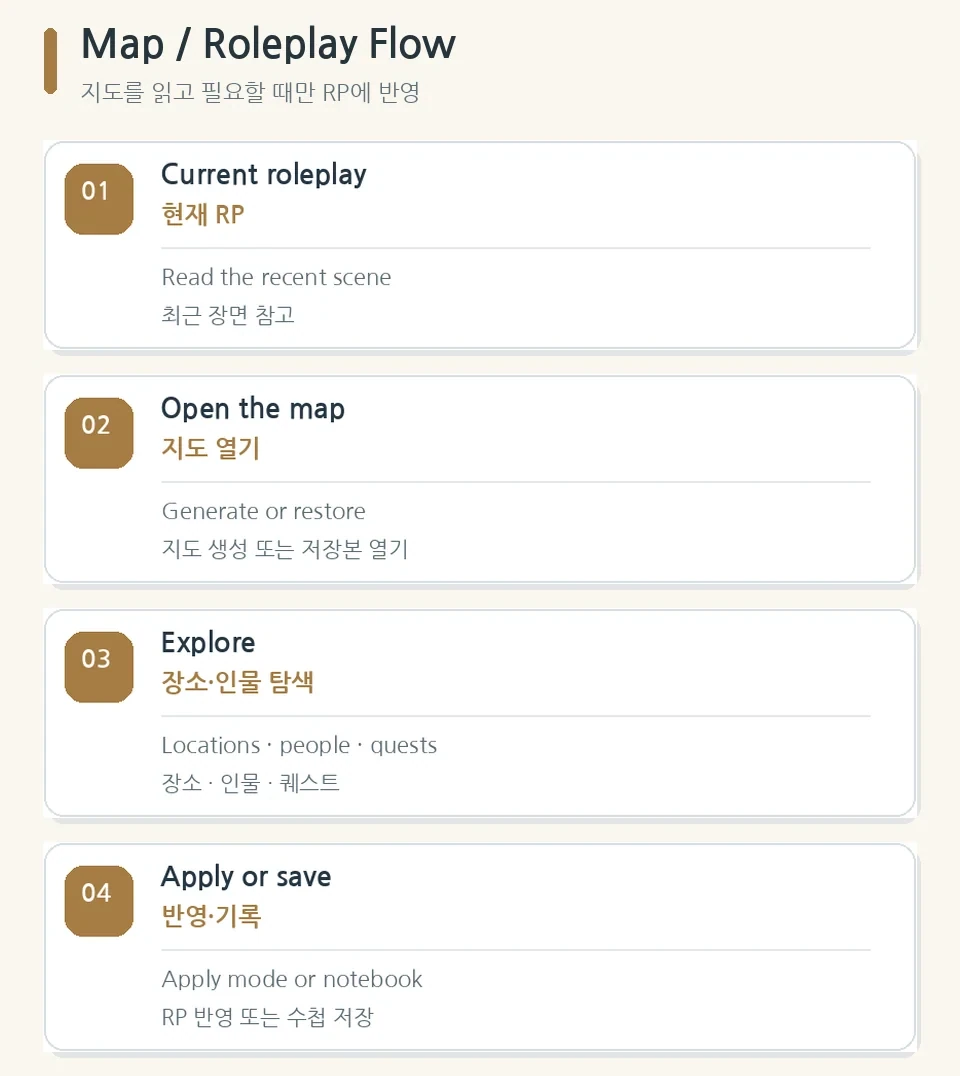 Map / Roleplay Flow
지도를 읽고 필요할 때만 RP에 반영
01
Current roleplay
현재 RP
Read the recent scene
최근 장면 참고
02
Open the map
지도 열기
Generate or restore
지도 생성 또는 저장본 열기
03
Explore
장소·인물 탐색
Locations · people · quests
장소 · 인물 · 퀘스트
04
Apply or save
반영·기록
Apply mode or notebook
RP 반영 또는 수첩 저장